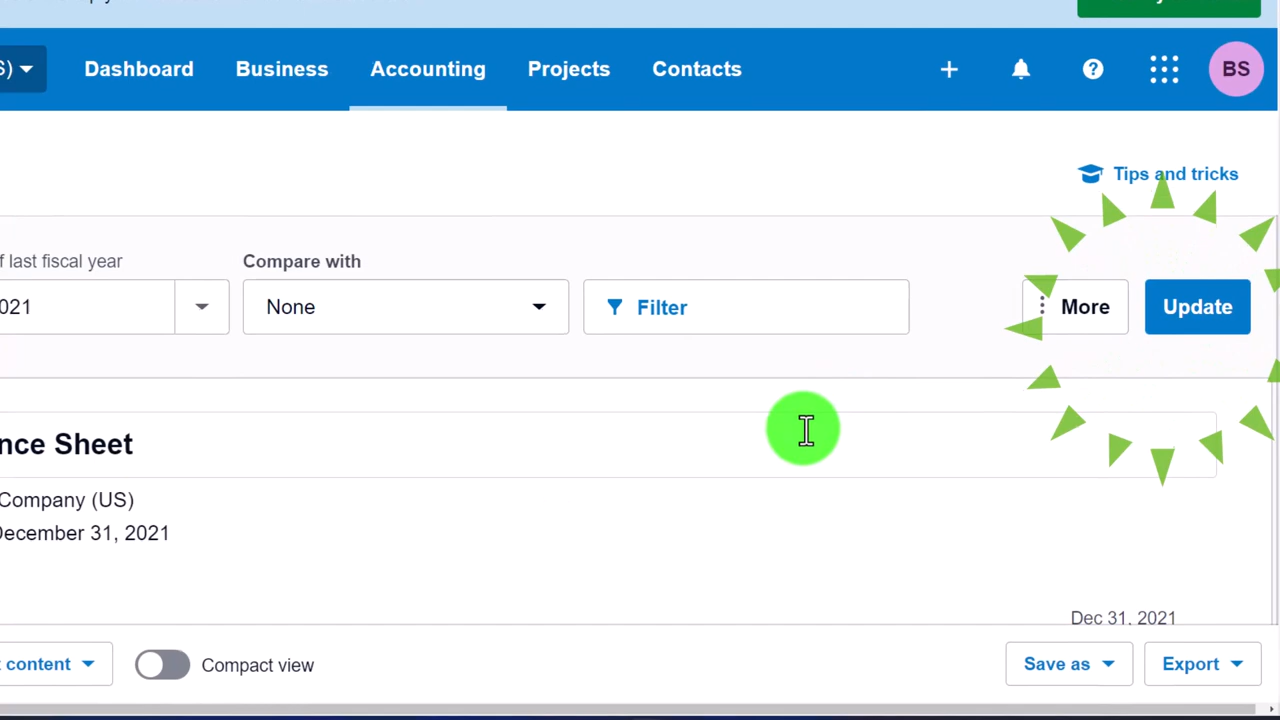 S)
Dashboard Business Accounting Projects Contacts
BS
Tips and tricks
f last fiscal year
Compare with
021
None
Filter
More
Update
nce Sheet
Company (US)
December 31, 2021
Dec 31, 2021
content
Compact view
Save as
Export